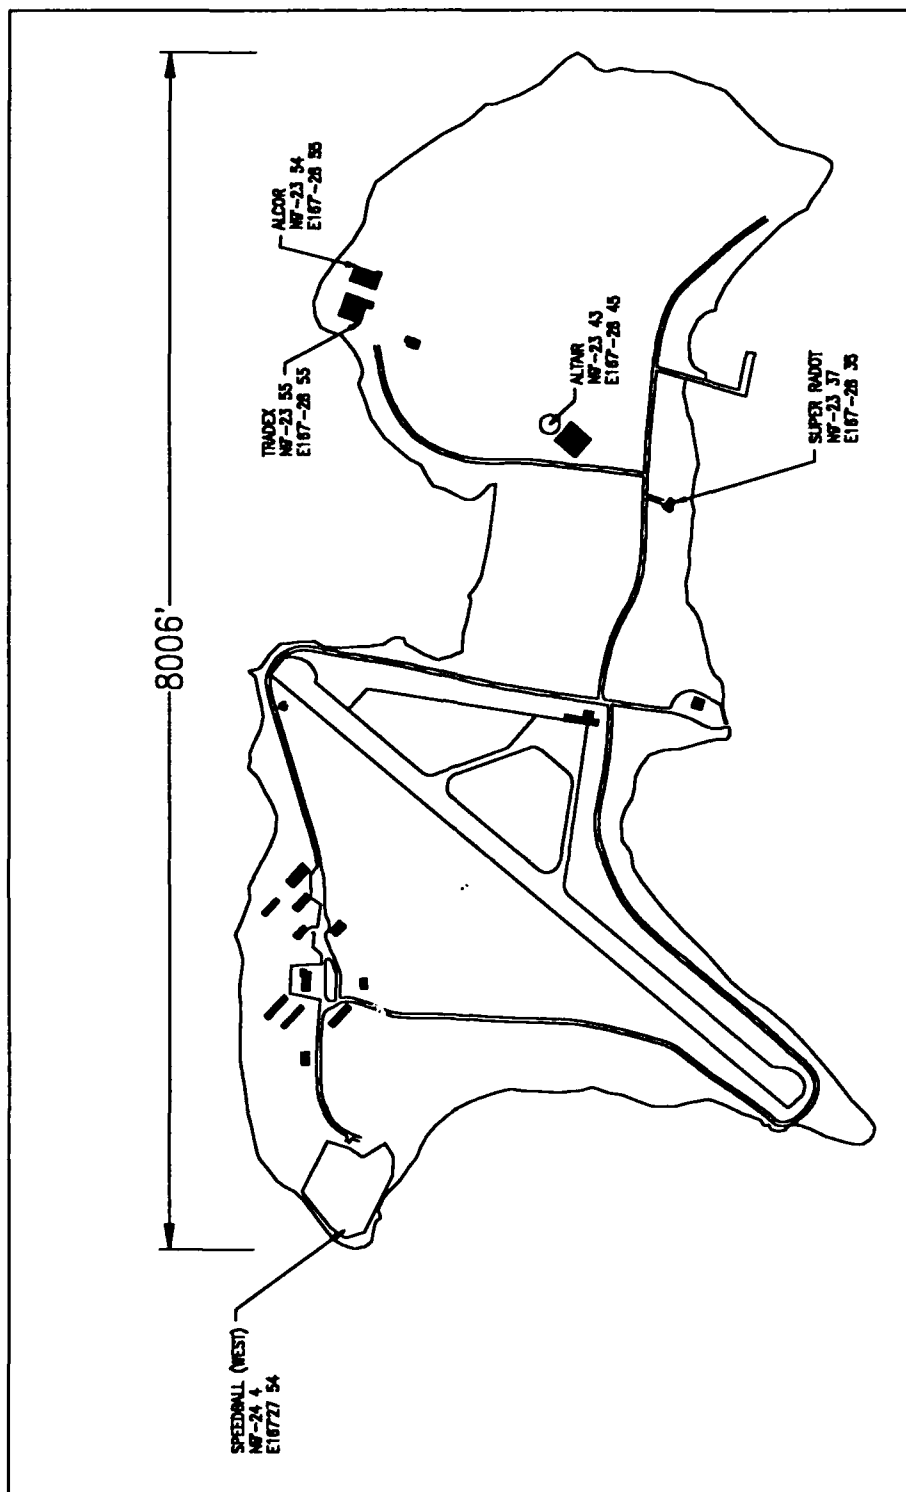 8006'
ALCOR
N9°-23 54
E167°-28 55
TRADEX
N9°-23 55
E167°-28 55
ALTAIR
N9°-23 43
E167°-28 45
SUPER RADOT
N9°-23 37
E167°-28 35
SPEEDBALL (WEST)
N9°-24 4
E167°27 54